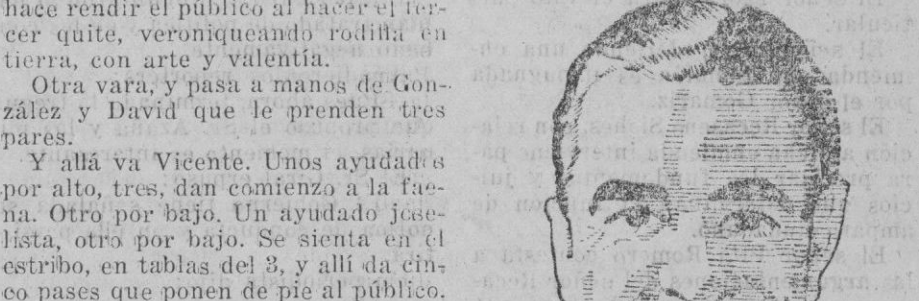 hace rendir el público al hacer el ter-
cer quite, veroniqueando rodilla en
tierra, con arte y valentía.
Otra vara, y pasa a manos de Gon-
zález y David que le prenden tres
pares.
Y allá va Vicente. Unos ayudados
por alto, tres, dan comienzo a la fae-
na. Otro por bajo. Un ayudado jose-
lista, otro por bajo. Se sienta en el
estribo, en tablas del 3, y allí da cin-
co pases que ponen de pie al público.